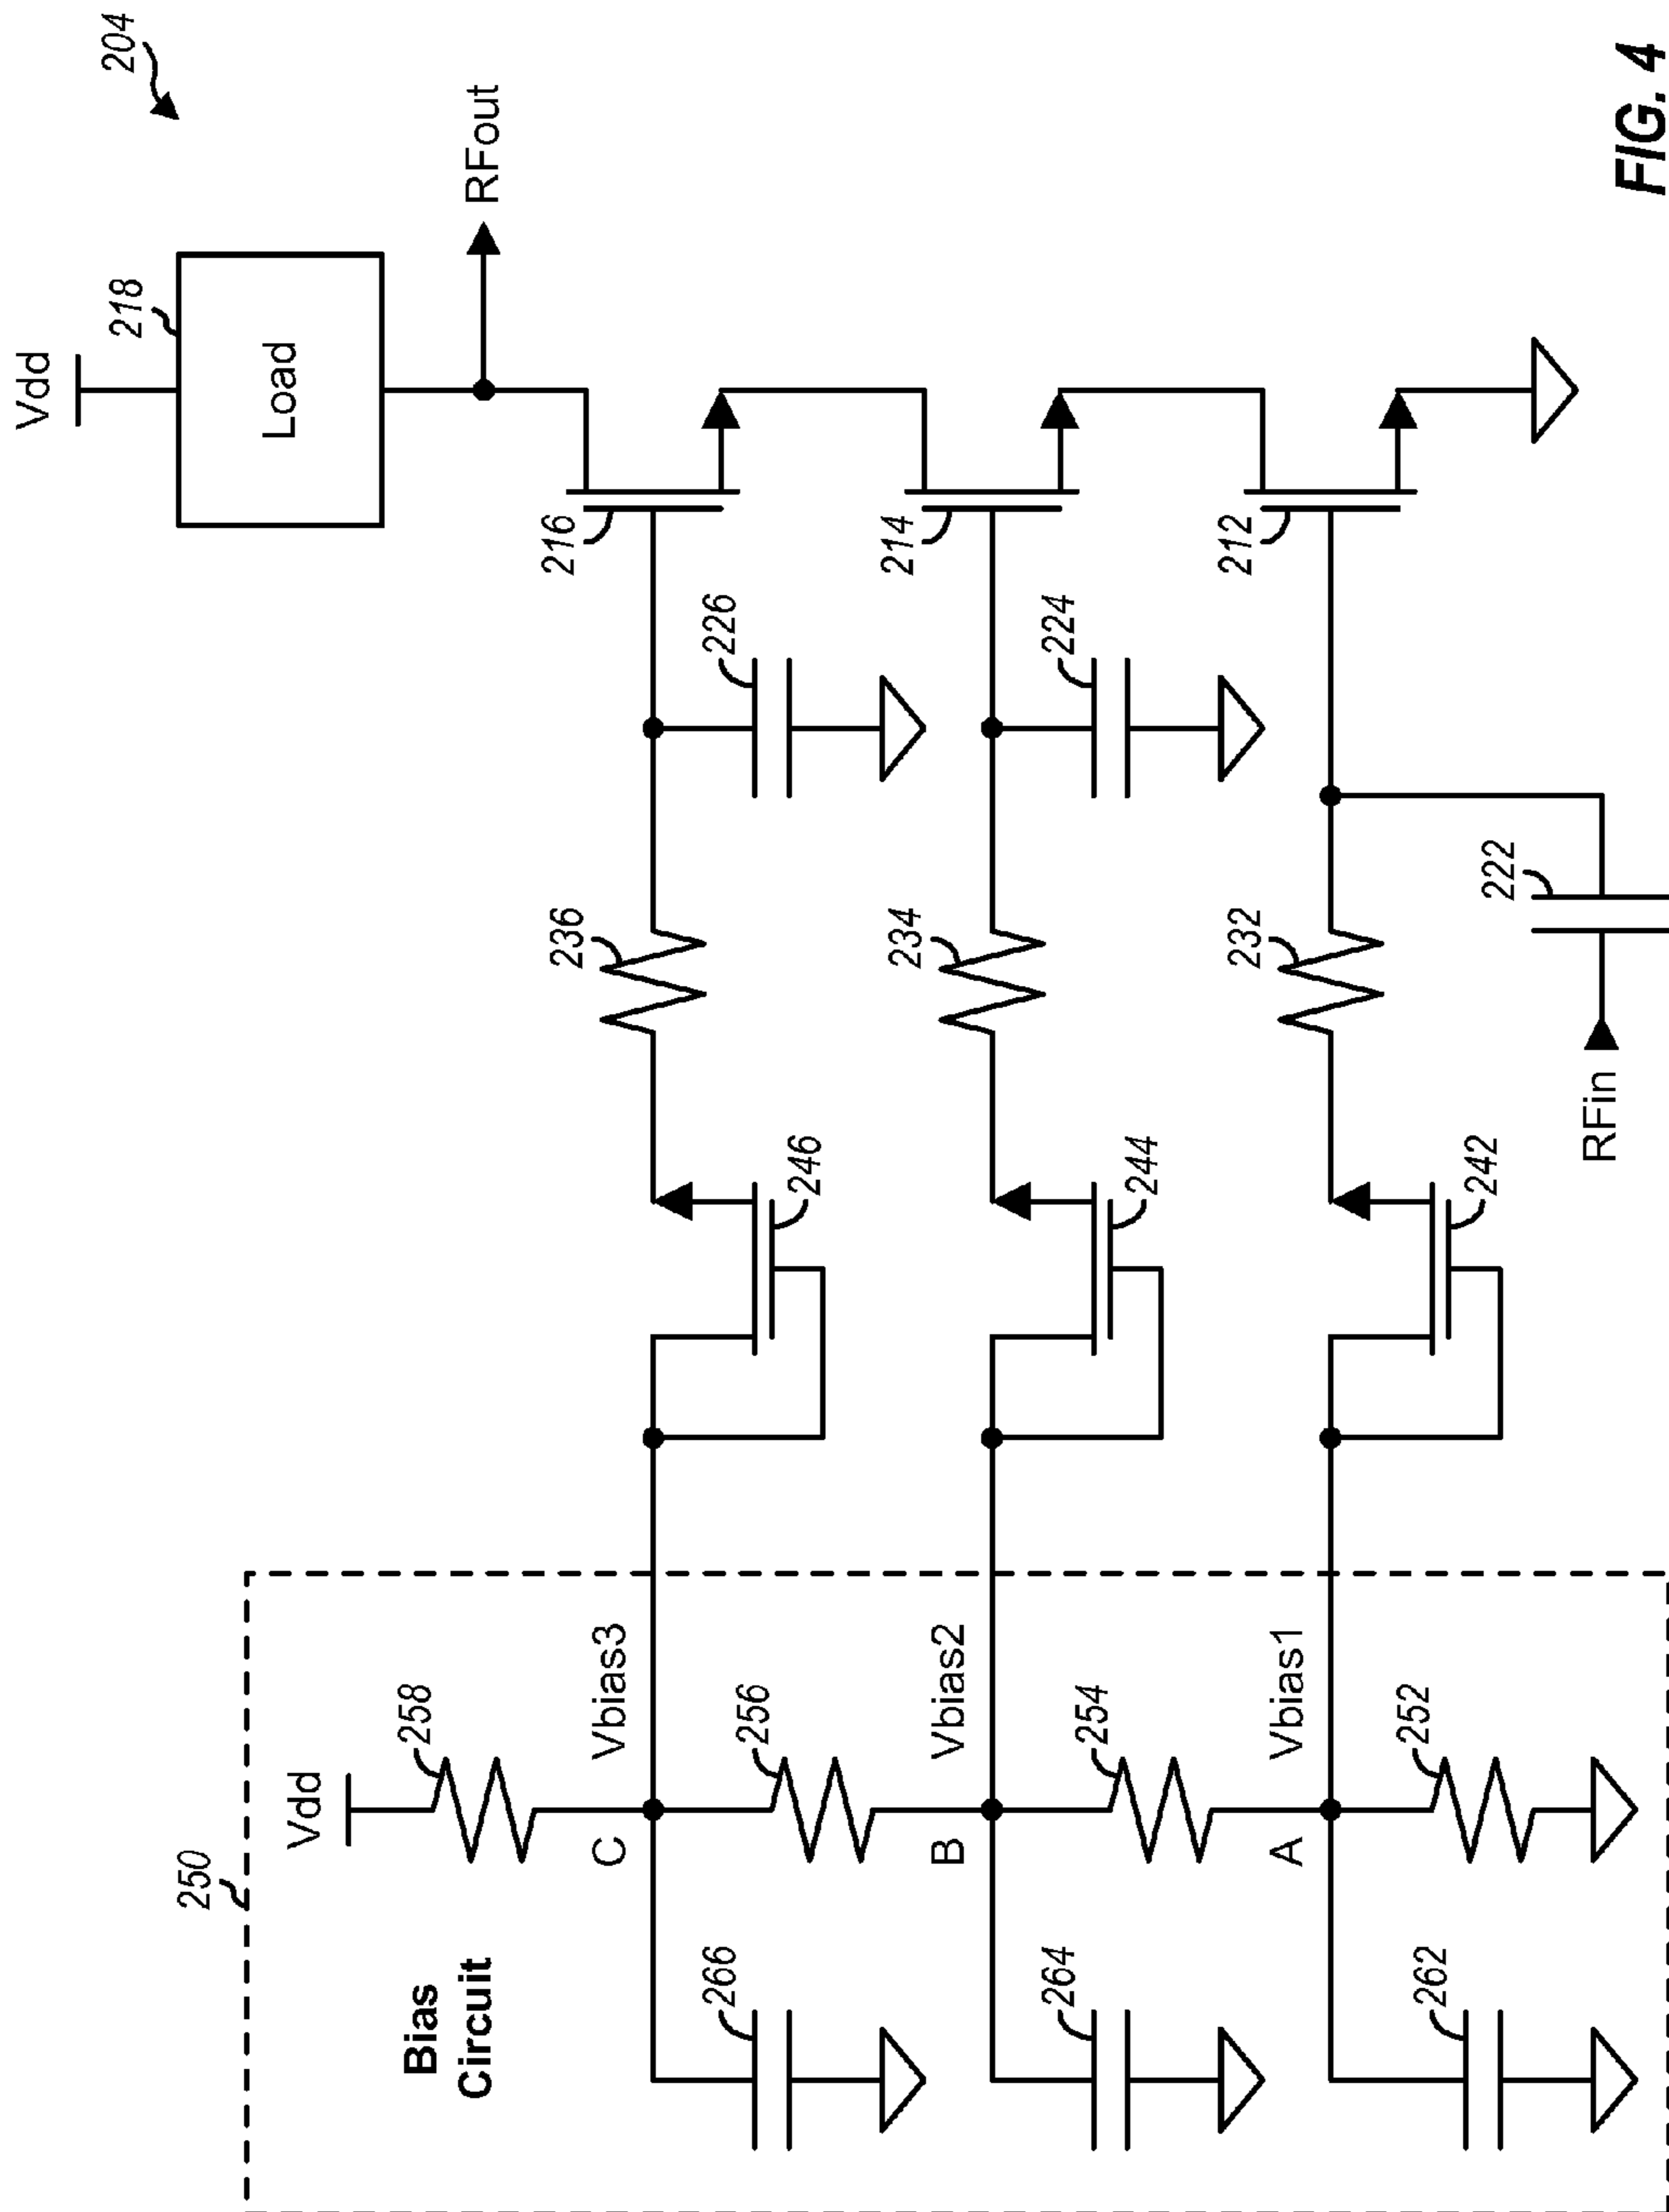 204
Vdd
218
Load
RFout
216
226
236
246
214
224
234
244
212
222
232
242
RFin
250
Vdd
258
Bias
Circuit
C
Vbias3
256
266
B
Vbias2
254
264
A
Vbias1
252
262
FIG. 4